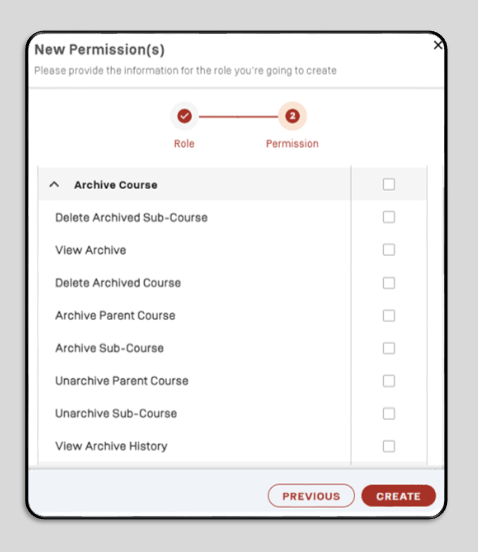 New Permission(s)
Please provide the information for the role you're going to create
2
Role Permission
Archive Course
Delete Archived Sub-Course
View Archive
Delete Archived Course
Archive Parent Course
Archive Sub-Course
Unarchive Parent Course
Unarchive Sub-Course
View Archive History
PREVIOUS CREATE